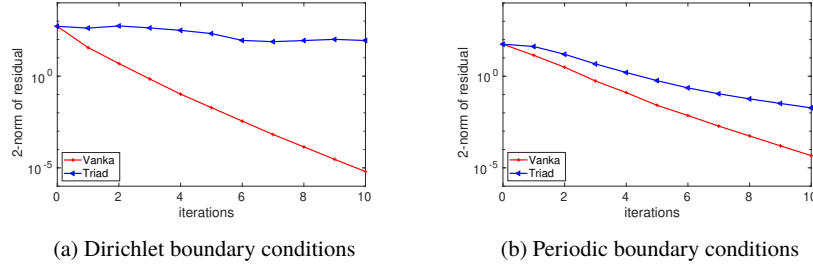 2-norm of residual
10^0
10^-5
0 2 4 6 8 10
iterations
Vanka
Triad
(a) Dirichlet boundary conditions
2-norm of residual
10^0
10^-5
0 2 4 6 8 10
iterations
Vanka
Triad
(b) Periodic boundary conditions